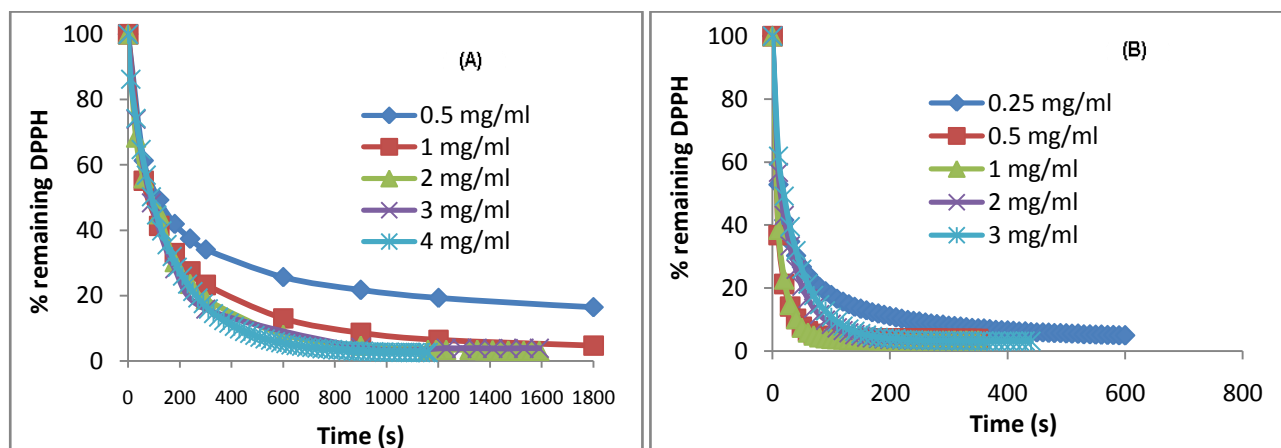 (A)
% remaining DPPH
100
80
60
40
20
0
0.5 mg/ml
1 mg/ml
2 mg/ml
3 mg/ml
4 mg/ml
0 200 400 600 800 1000 1200 1400 1600 1800
Time (s)
(B)
% remaining DPPH
100
80
60
40
20
0
0.25 mg/ml
0.5 mg/ml
1 mg/ml
2 mg/ml
3 mg/ml
0 200 400 600 800
Time (s)